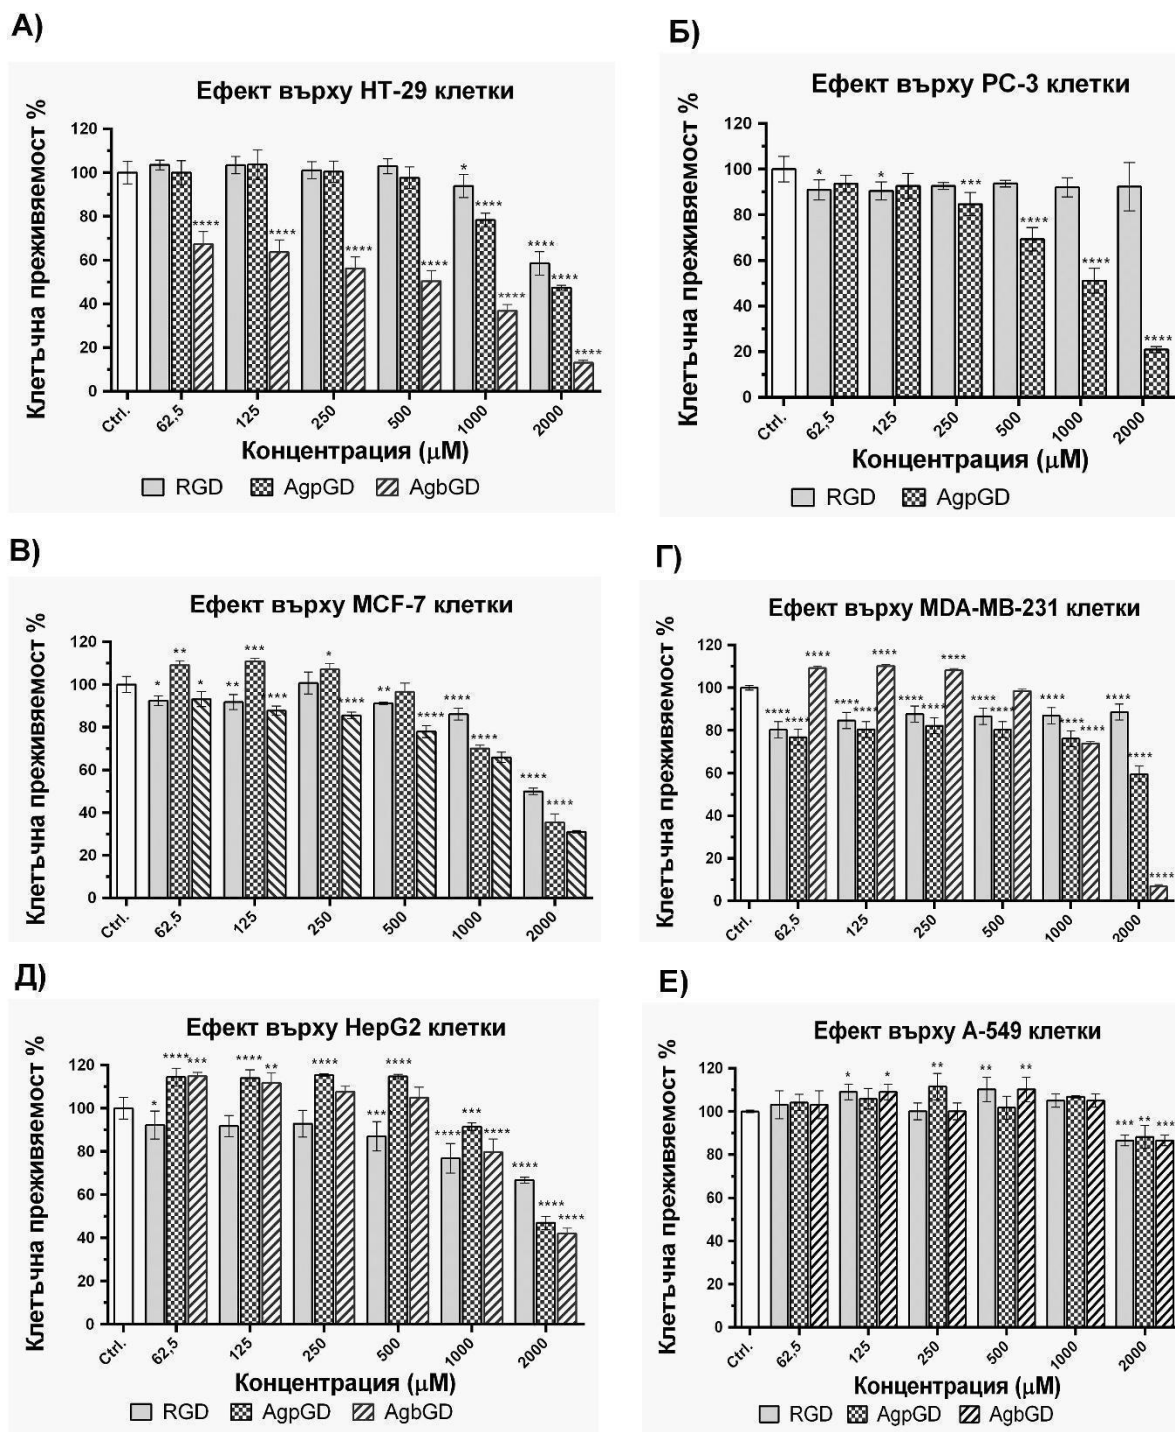 А)
Ефект върху HT-29 клетки
Клетъчна преживяемост %
120
100
80
60
40
20
0
* **** **** **** **** **** **** **** **** **** ****
Ctrl. 62,5 125 250 500 1000 2000
Концентрация (μM)
RGD AgpGD AgbGD
Б)
Ефект върху PC-3 клетки
Клетъчна преживяемост %
120
100
80
60
40
20
0
* * *** **** **** ****
Ctrl. 62,5 125 250 500 1000 2000
Концентрация (μM)
RGD AgpGD
В)
Ефект върху MCF-7 клетки
Клетъчна преживяемост %
120
100
80
60
40
20
0
* ** * ** *** *** * **** ** **** **** **** **** ****
Ctrl. 62,5 125 250 500 1000 2000
Г)
Ефект върху MDA-MB-231 клетки
Клетъчна преживяемост %
120
100
80
60
40
20
0
**** **** **** **** **** **** **** **** **** **** **** **** **** **** **** **** ****
Ctrl. 62,5 125 250 500 1000 2000
Д)
Ефект върху HepG2 клетки
Клетъчна преживяемост %
120
100
80
60
40
20
0
* **** *** **** ** **** *** **** **** *** **** **** **** ****
Ctrl. 62,5 125 250 500 1000 2000
Концентрация (μM)
RGD AgpGD AgbGD
Е)
Ефект върху A-549 клетки
Клетъчна преживяемост %
120
100
80
60
40
20
0
* * ** ** ** *** ** ***
Ctrl. 62,5 125 250 500 1000 2000
Концентрация (μM)
RGD AgpGD AgbGD